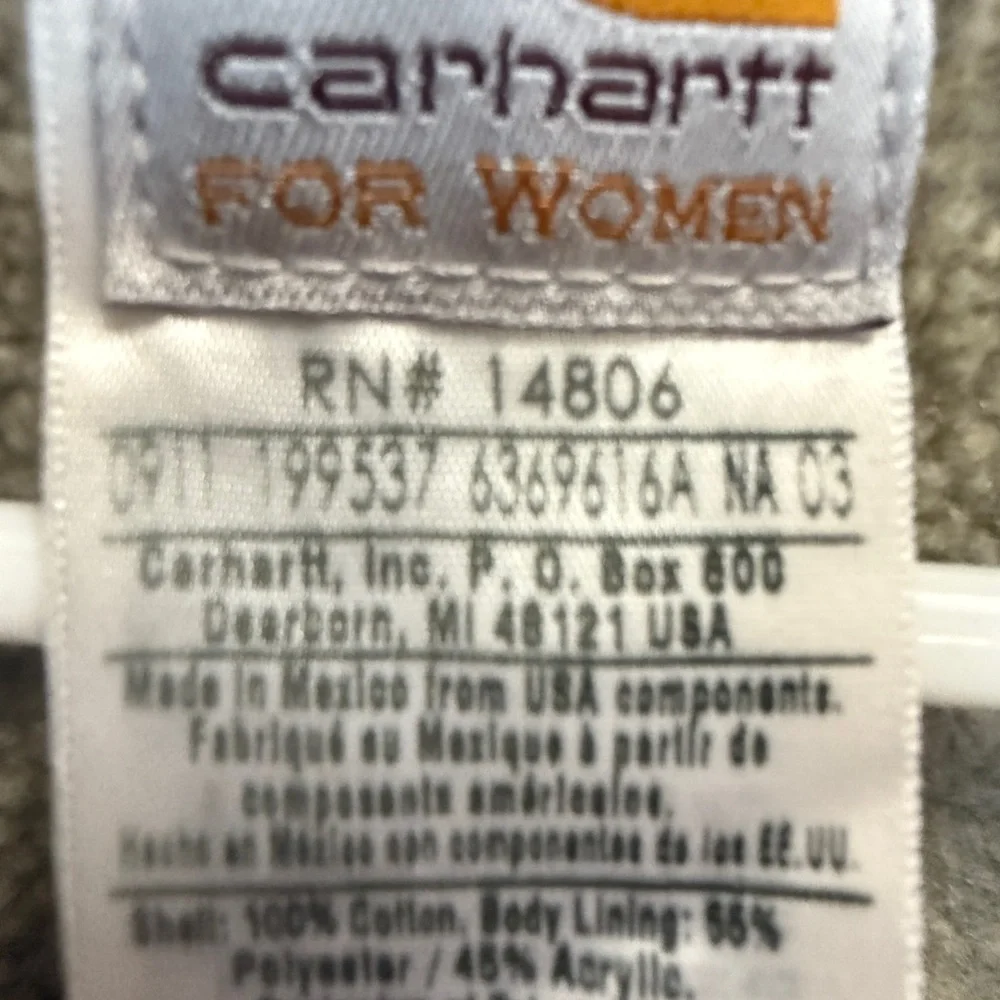 carhartt
FOR WOMEN
RN# 14806
0911 199537 6369616A NA 03
Carhartt, Inc. P. O. Box 600
Dearborn, MI 48121 USA
Made in Mexico from USA components.
Fabriqué au Mexique à partir de
composants américains.
Hecho en México con componentes de los EE.UU.
Shell: 100% Cotton, Body Lining: 55%
Polyester / 45% Acrylic,